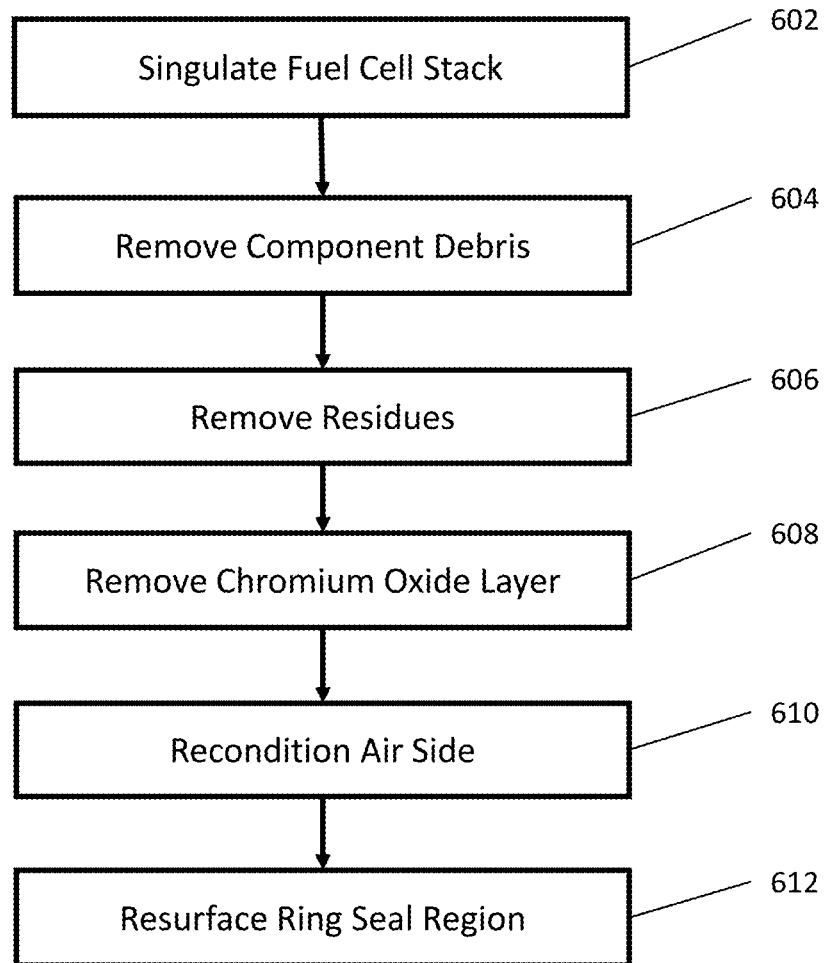 602
Singulate Fuel Cell Stack
604
Remove Component Debris
606
Remove Residues
608
Remove Chromium Oxide Layer
610
Recondition Air Side
612
Resurface Ring Seal Region